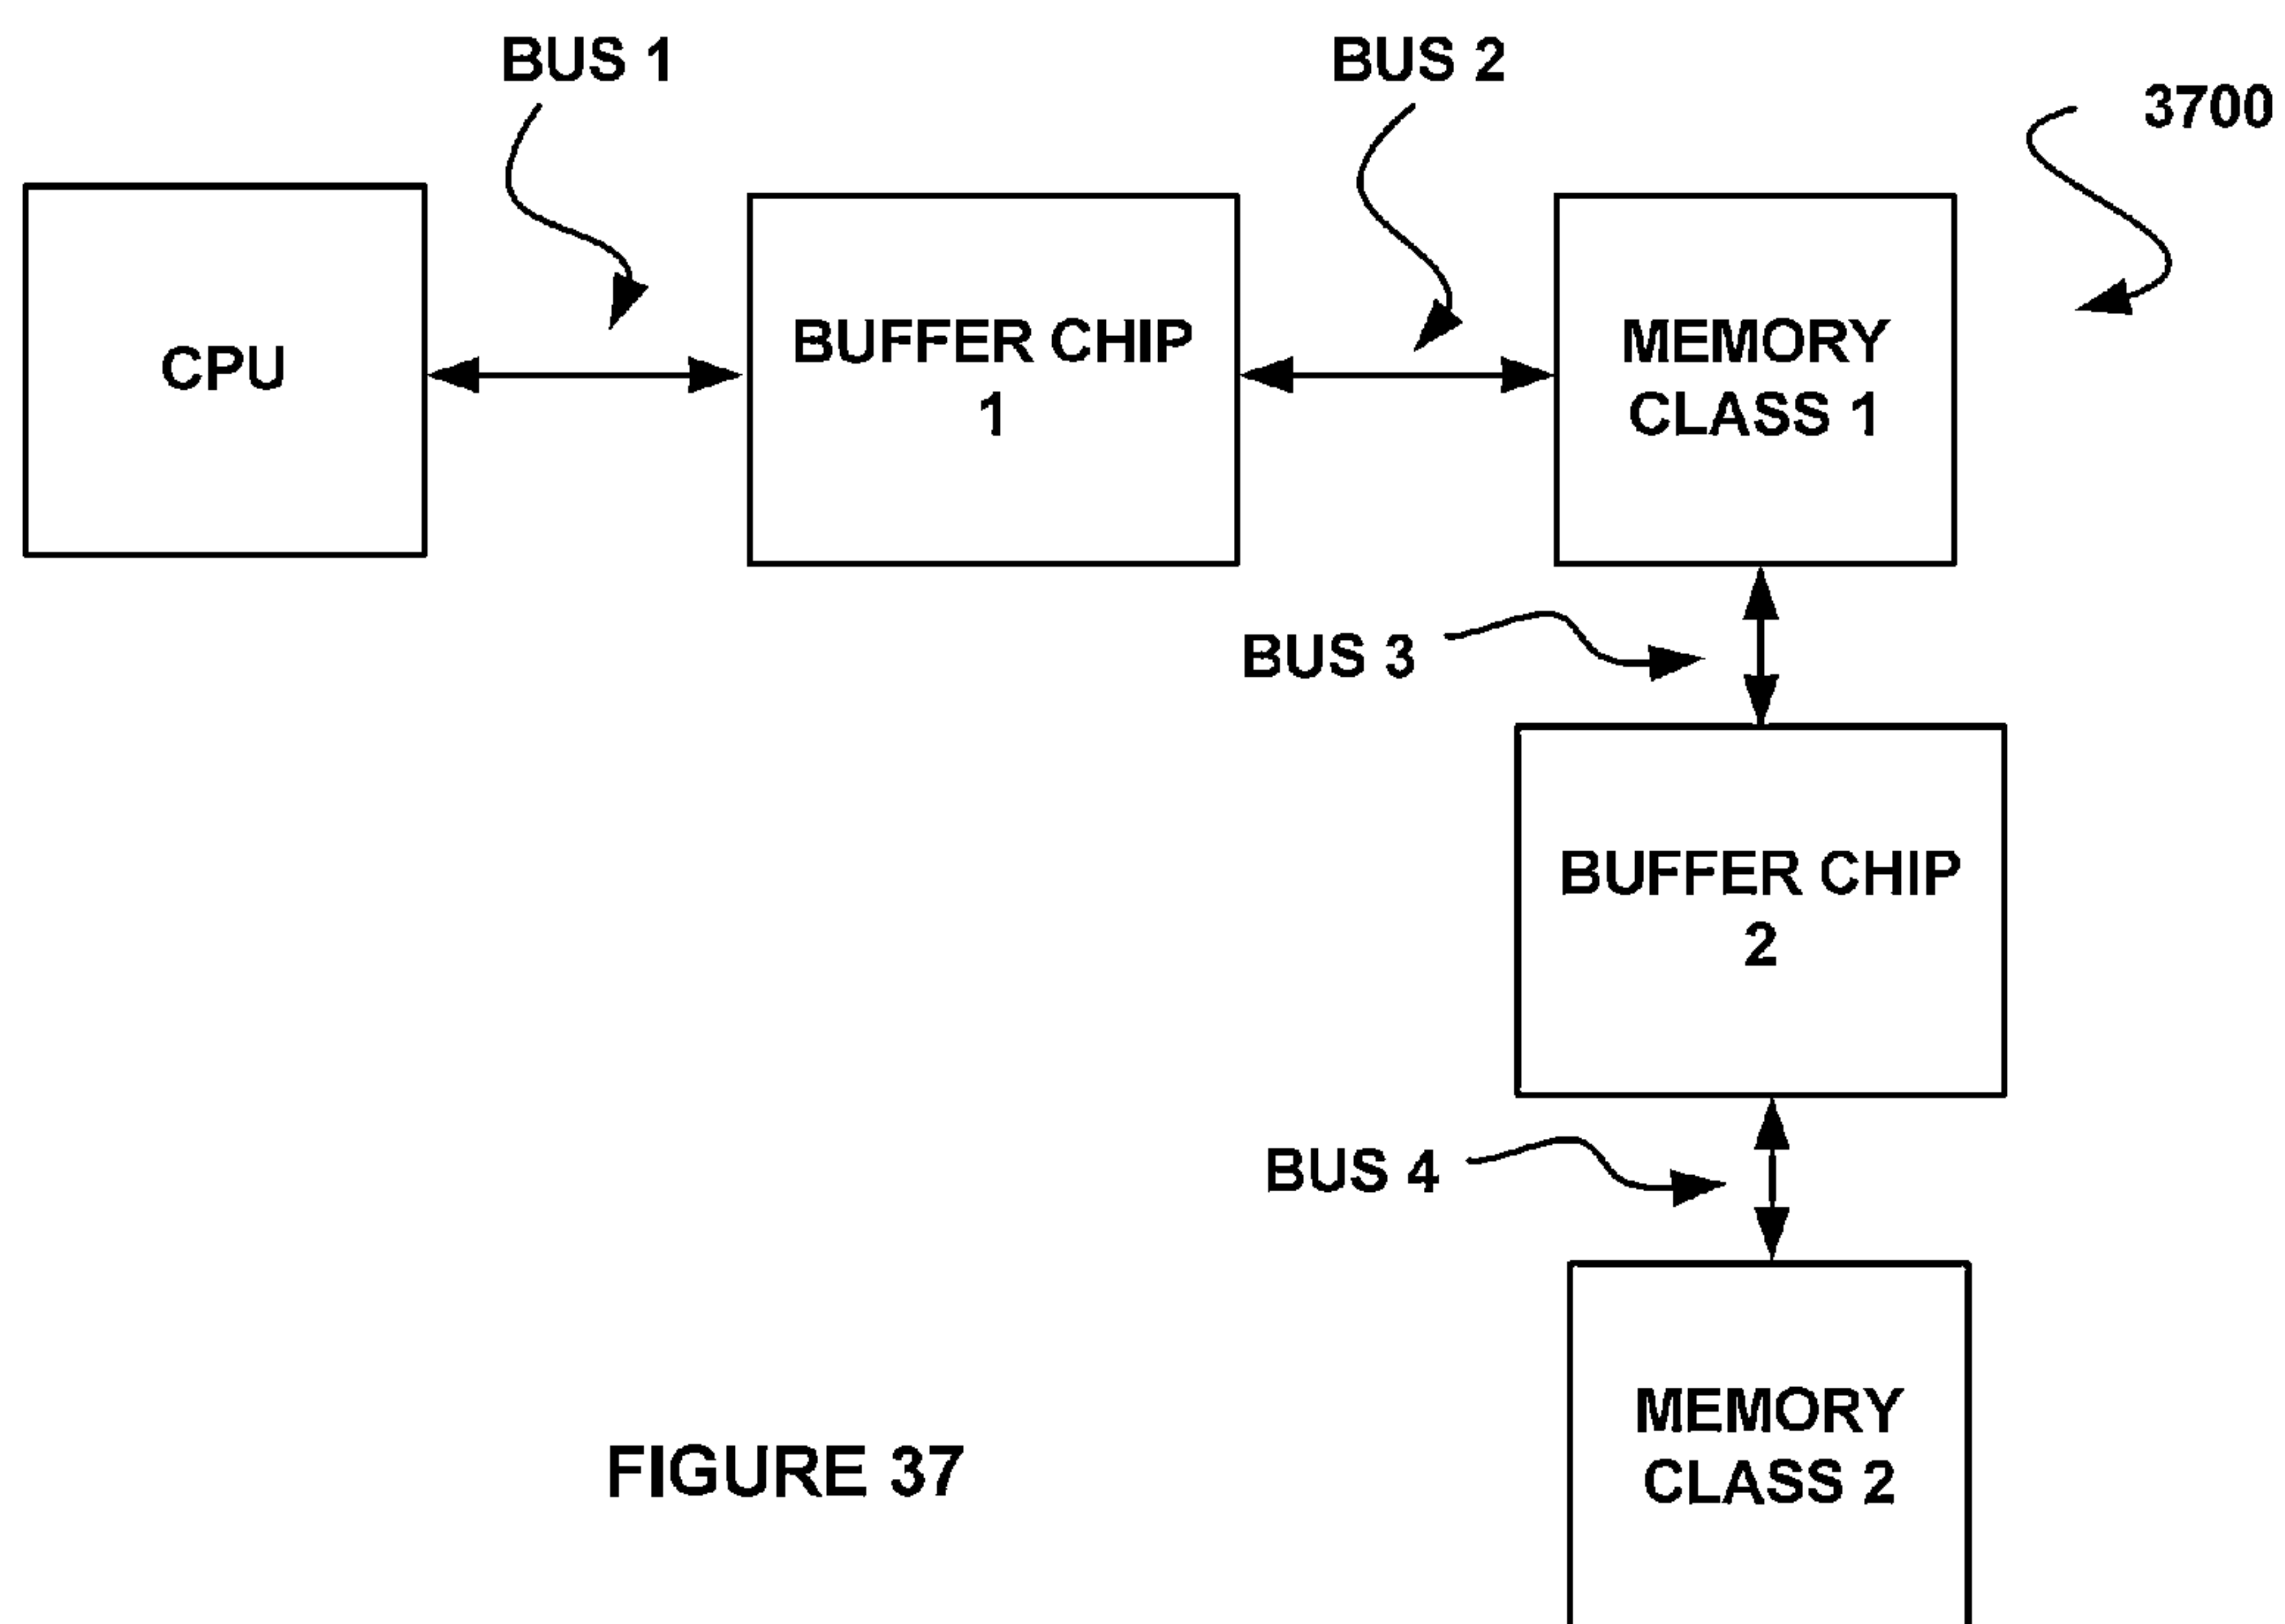 BUS 1
BUS 2
3700
CPU
BUFFER CHIP
1
MEMORY
CLASS 1
BUS 3
BUFFER CHIP
2
BUS 4
MEMORY
CLASS 2
FIGURE 37